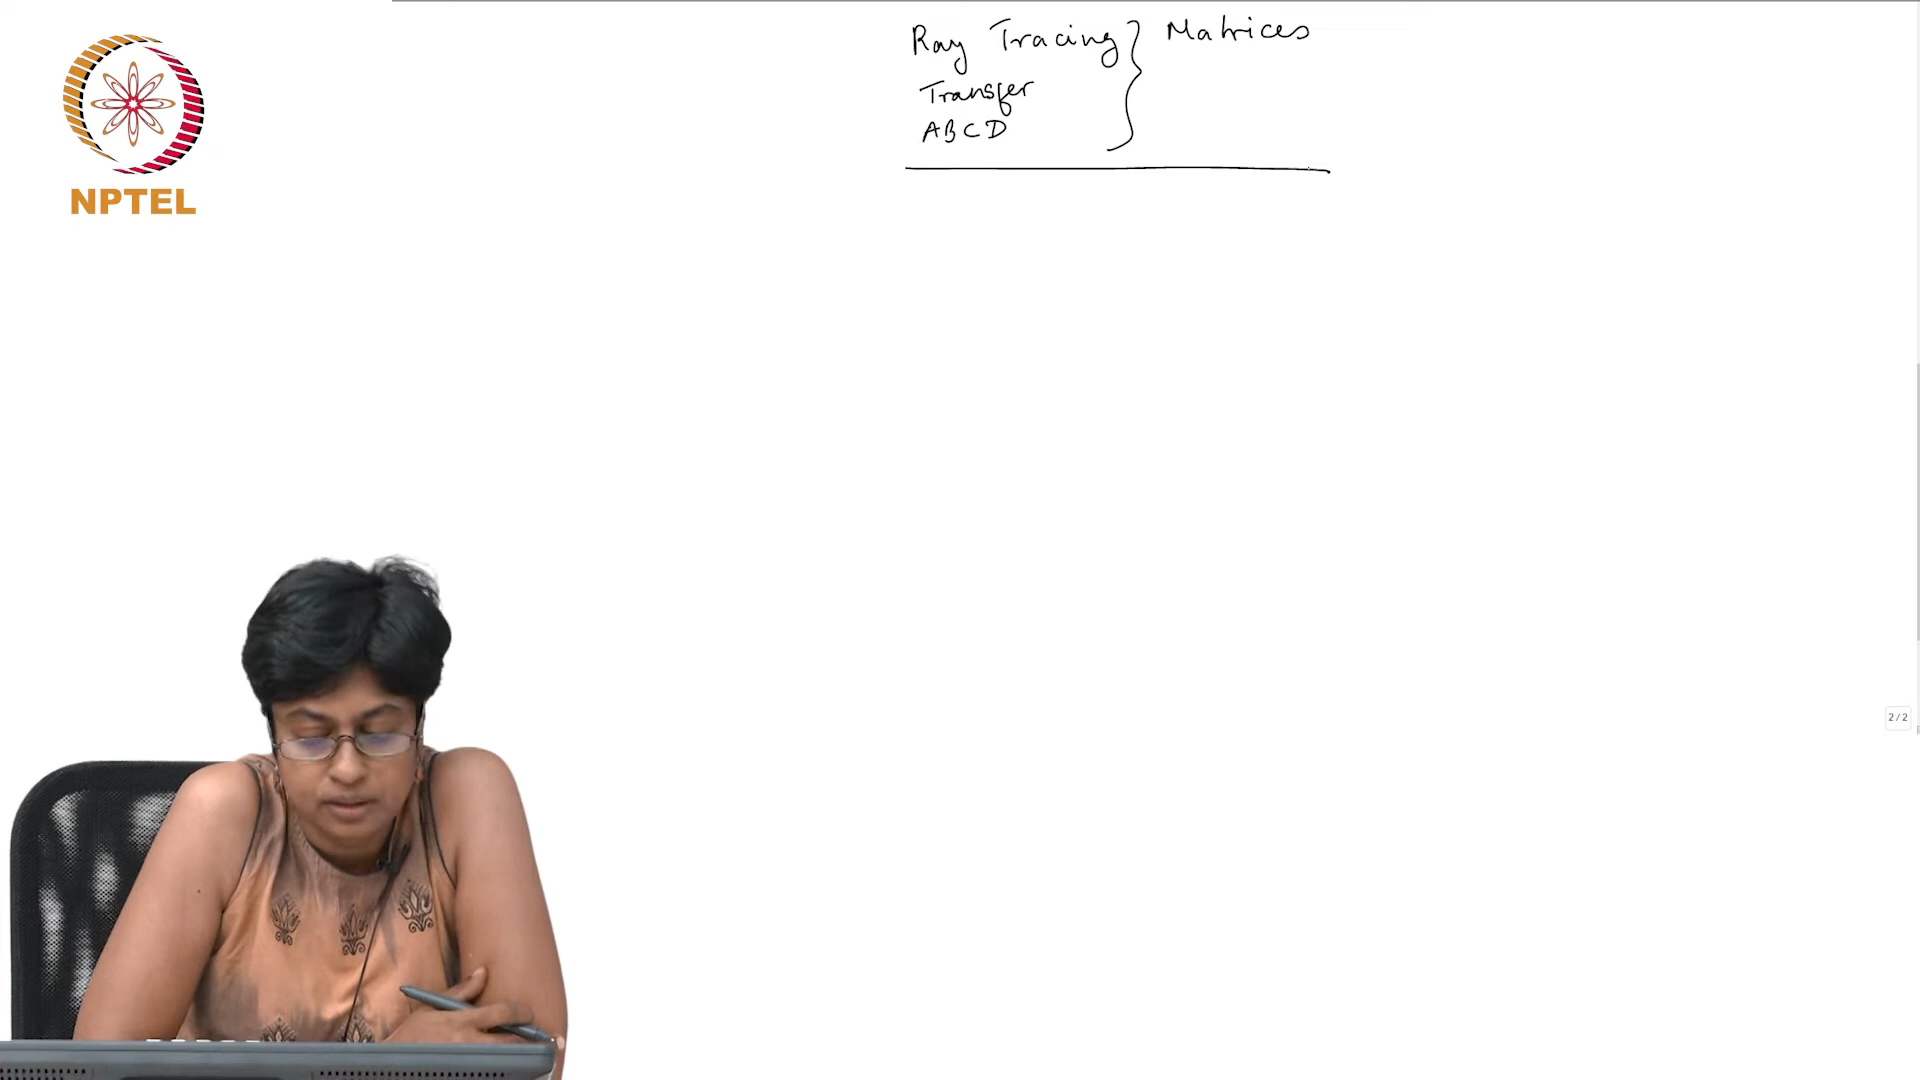 NPTEL
Ray Tracing } Matrices
Transfer
ABCD
2/2